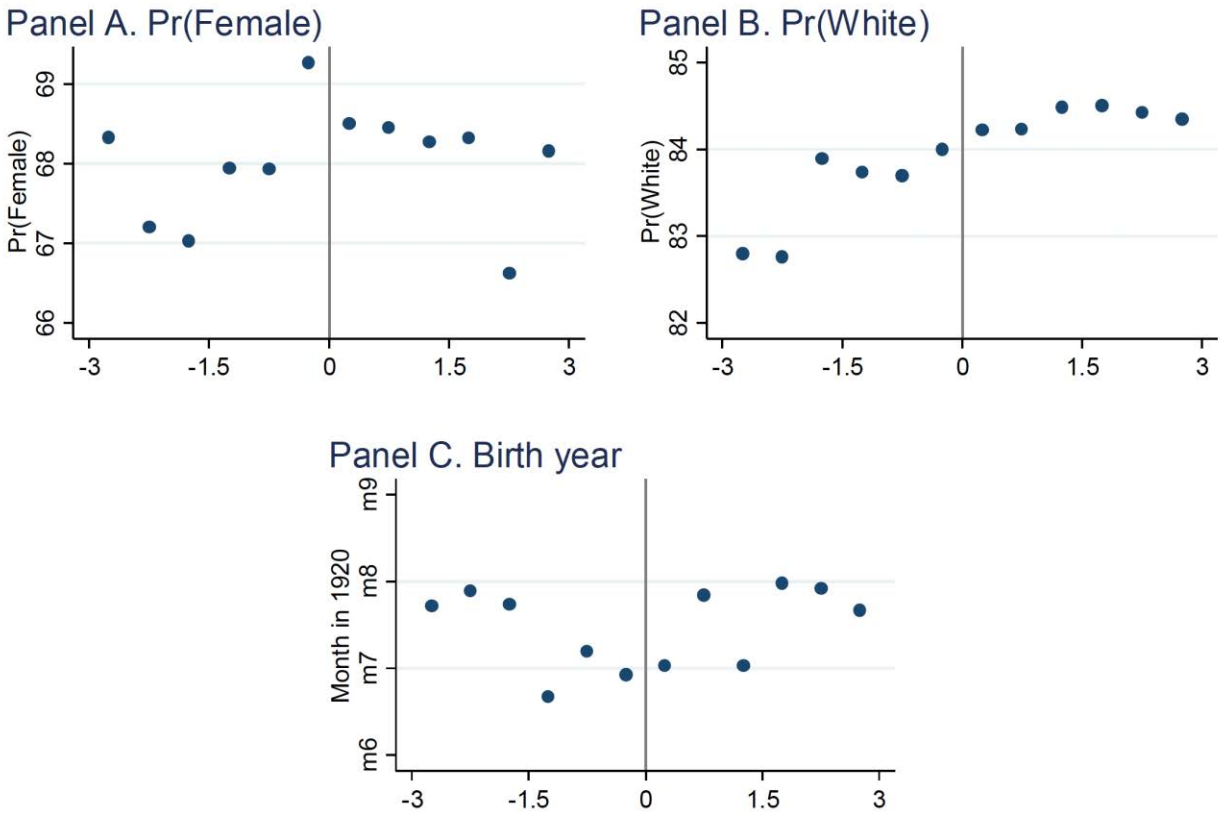 Panel A. Pr(Female)
Pr(Female)
69
68
67
66
-3 -1.5 0 1.5 3
Panel B. Pr(White)
Pr(White)
85
84
83
82
-3 -1.5 0 1.5 3
Panel C. Birth year
Month in 1920
m9
m8
m7
m6
-3 -1.5 0 1.5 3